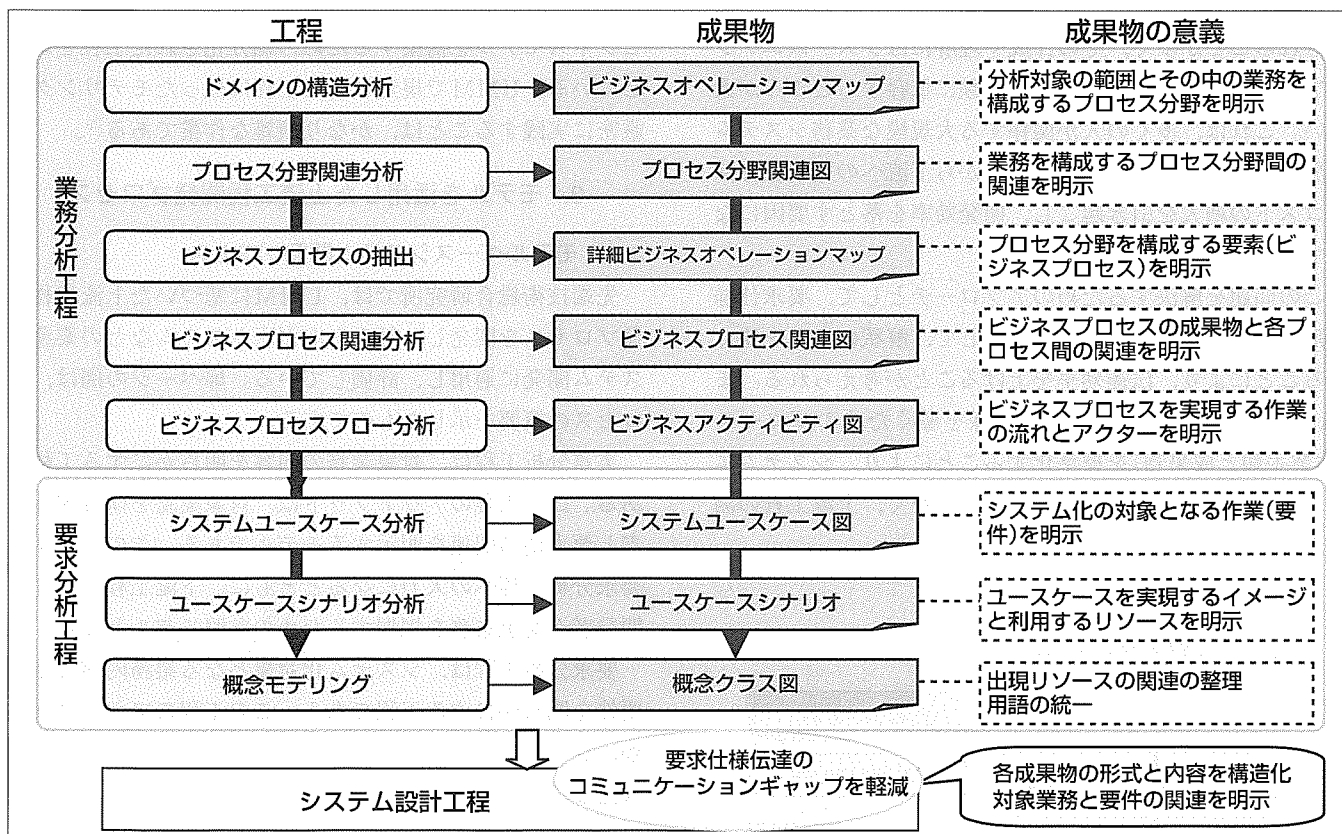 工程
成果物
成果物の意義
業務分析工程
ドメインの構造分析
ビジネスオペレーションマップ
分析対象の範囲とその中の業務を
構成するプロセス分野を明示
プロセス分野関連分析
プロセス分野関連図
業務を構成するプロセス分野間の
関連を明示
ビジネスプロセスの抽出
詳細ビジネスオペレーションマップ
プロセス分野を構成する要素(ビ
ジネスプロセス)を明示
ビジネスプロセス関連分析
ビジネスプロセス関連図
ビジネスプロセスの成果物と各プ
ロセス間の関連を明示
ビジネスプロセスフロー分析
ビジネスアクティビティ図
ビジネスプロセスを実現する作業
の流れとアクターを明示
要求分析工程
システムユースケース分析
システムユースケース図
システム化の対象となる作業(要
件)を明示
ユースケースシナリオ分析
ユースケースシナリオ
ユースケースを実現するイメージ
と利用するリソースを明示
概念モデリング
概念クラス図
出現リソースの関連の整理
用語の統一
システム設計工程
要求仕様伝達の
コミュニケーションギャップを軽減
各成果物の形式と内容を構造化
対象業務と要件の関連を明示